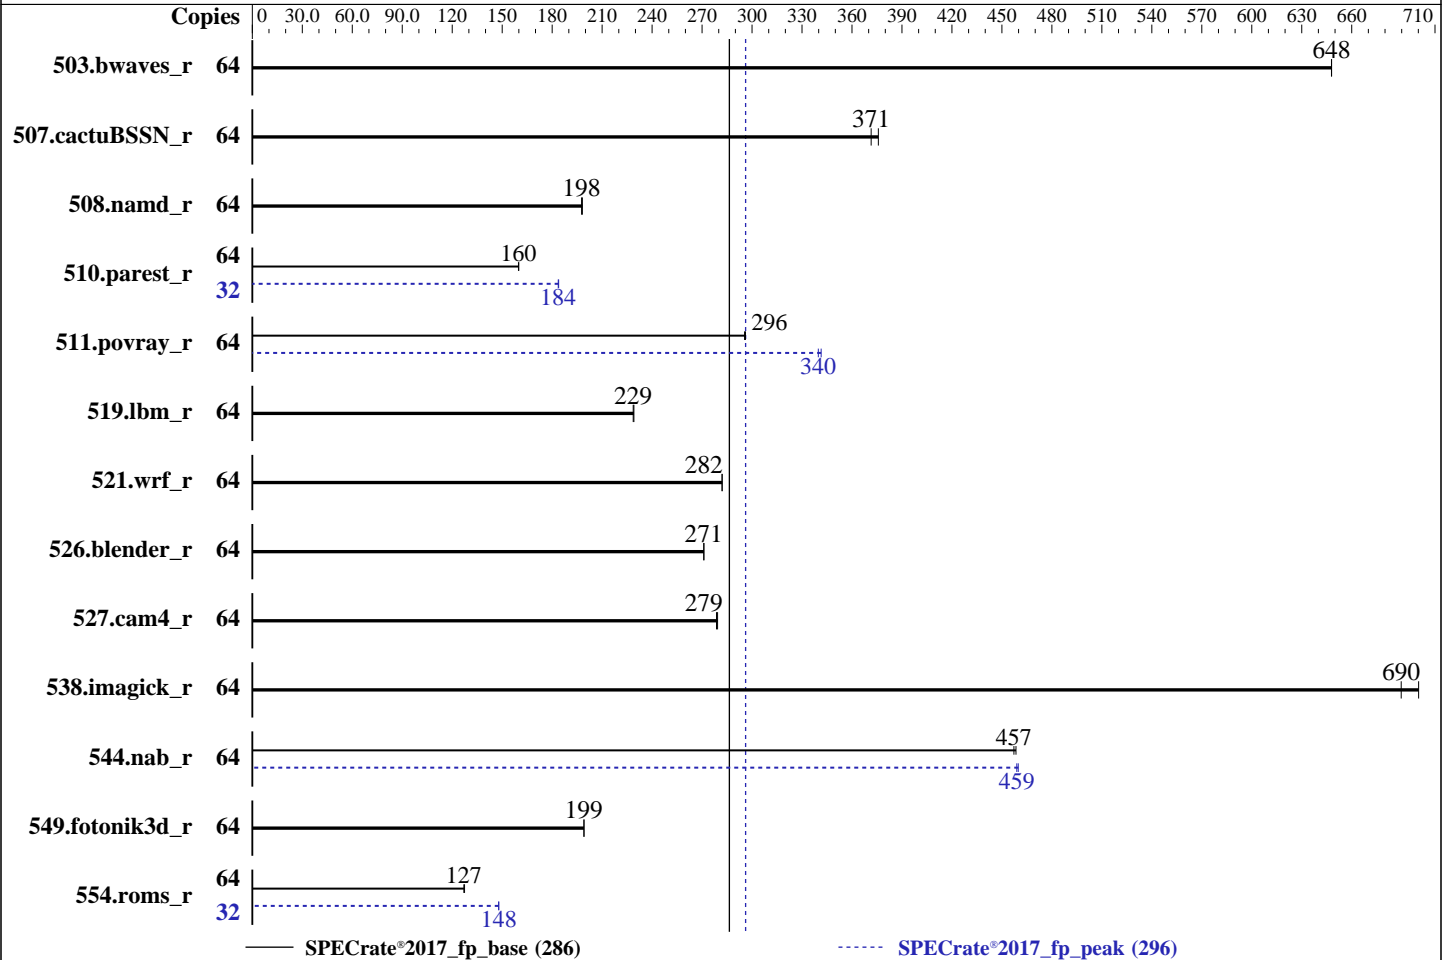 Copies 0 30.0 60.0 90.0 120 150 180 210 240 270 300 330 360 390 420 450 480 510 540 570 600 630 660 710
648
503.bwaves_r 64
371
507.cactuBSSN_r 64
198
508.namd_r 64
64 160
510.parest_r
32 184
296
511.povray_r 64
340
229
519.lbm_r 64
282
521.wrf_r 64
271
526.blender_r 64
279
527.cam4_r 64
690
538.imagick_r 64
457
544.nab_r 64
459
199
549.fotonik3d_r 64
64 127
554.roms_r
32 148
SPECrate®2017_fp_base (286) SPECrate®2017_fp_peak (296)